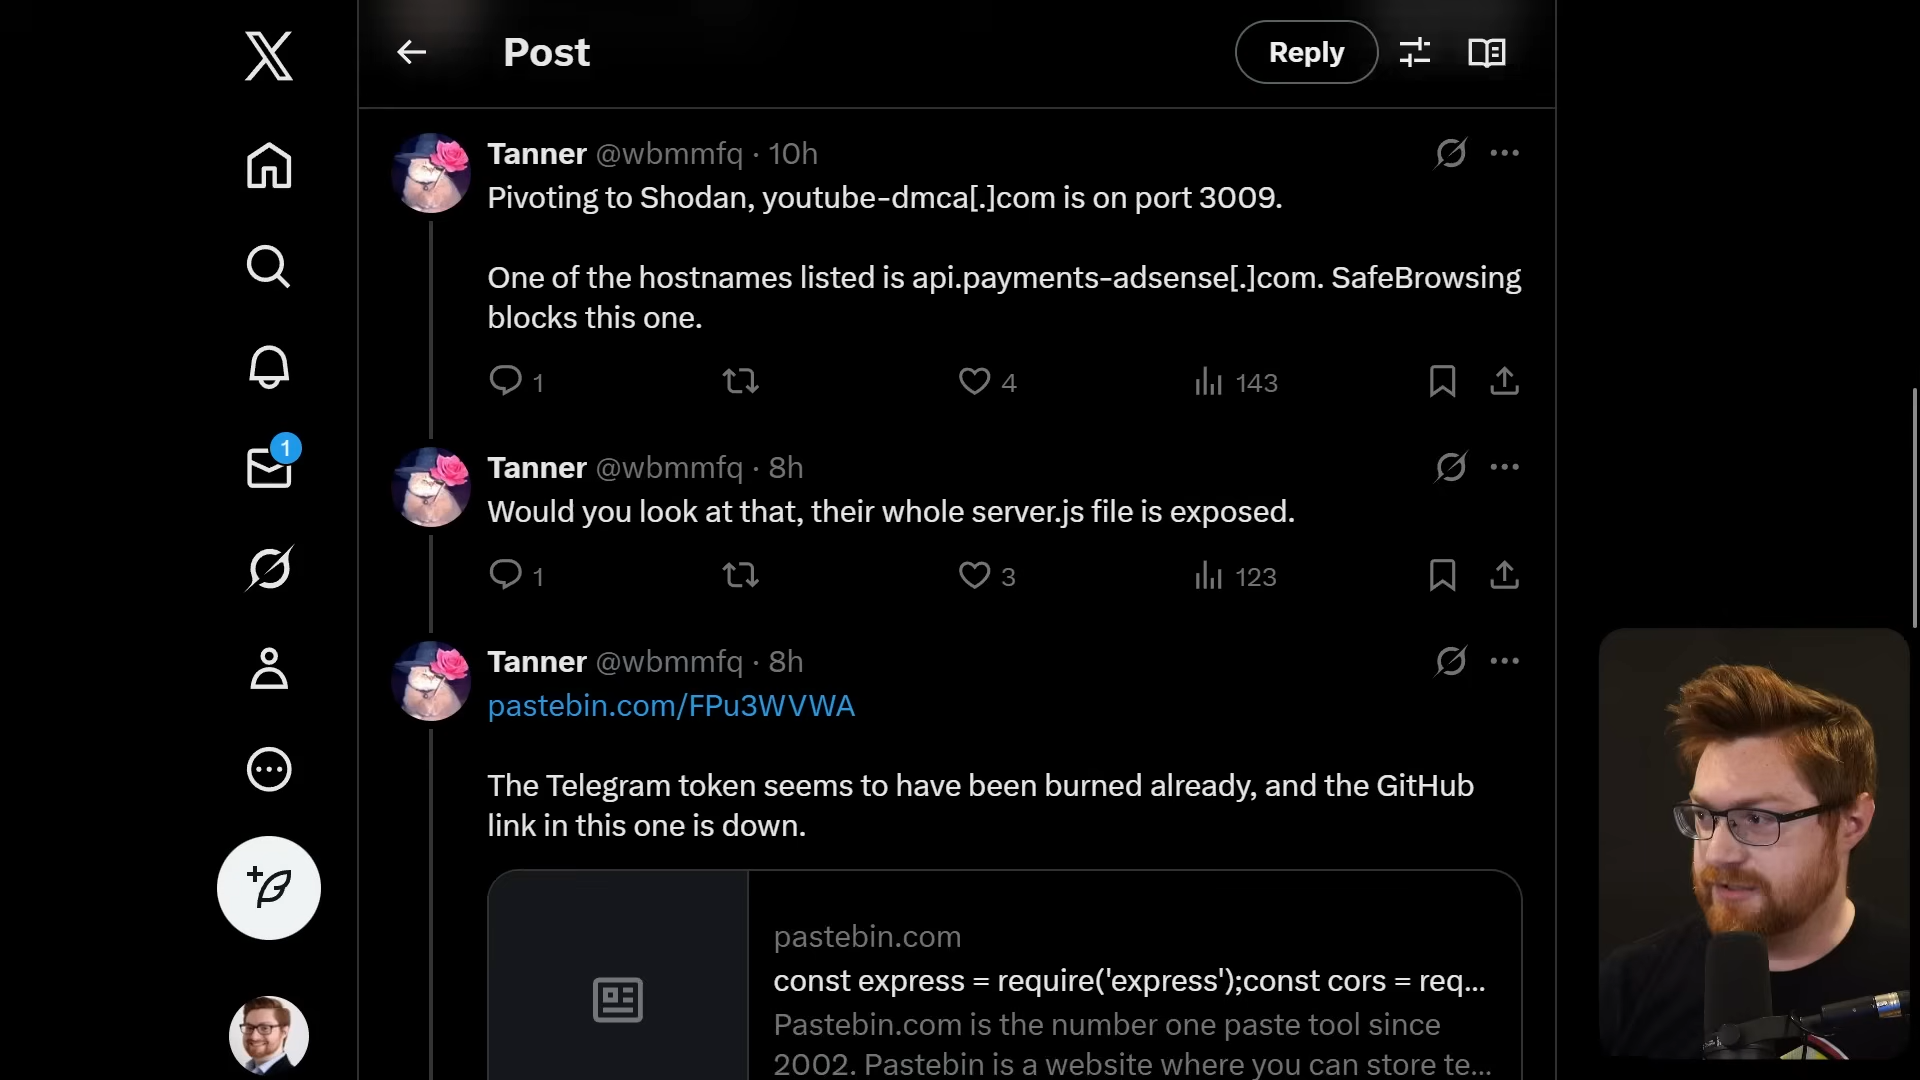 Post
Reply
Tanner @wbmmfq · 10h
Pivoting to Shodan, youtube-dmca[.]com is on port 3009.
One of the hostnames listed is api.payments-adsense[.]com. SafeBrowsing
blocks this one.
1 4 143
Tanner @wbmmfq · 8h
Would you look at that, their whole server.js file is exposed.
1 3 123
1
Tanner @wbmmfq · 8h
pastebin.com/FPu3WVWA
The Telegram token seems to have been burned already, and the GitHub
link in this one is down.
pastebin.com
const express = require('express');const cors = req...
Pastebin.com is the number one paste tool since
2002. Pastebin is a website where you can store te...